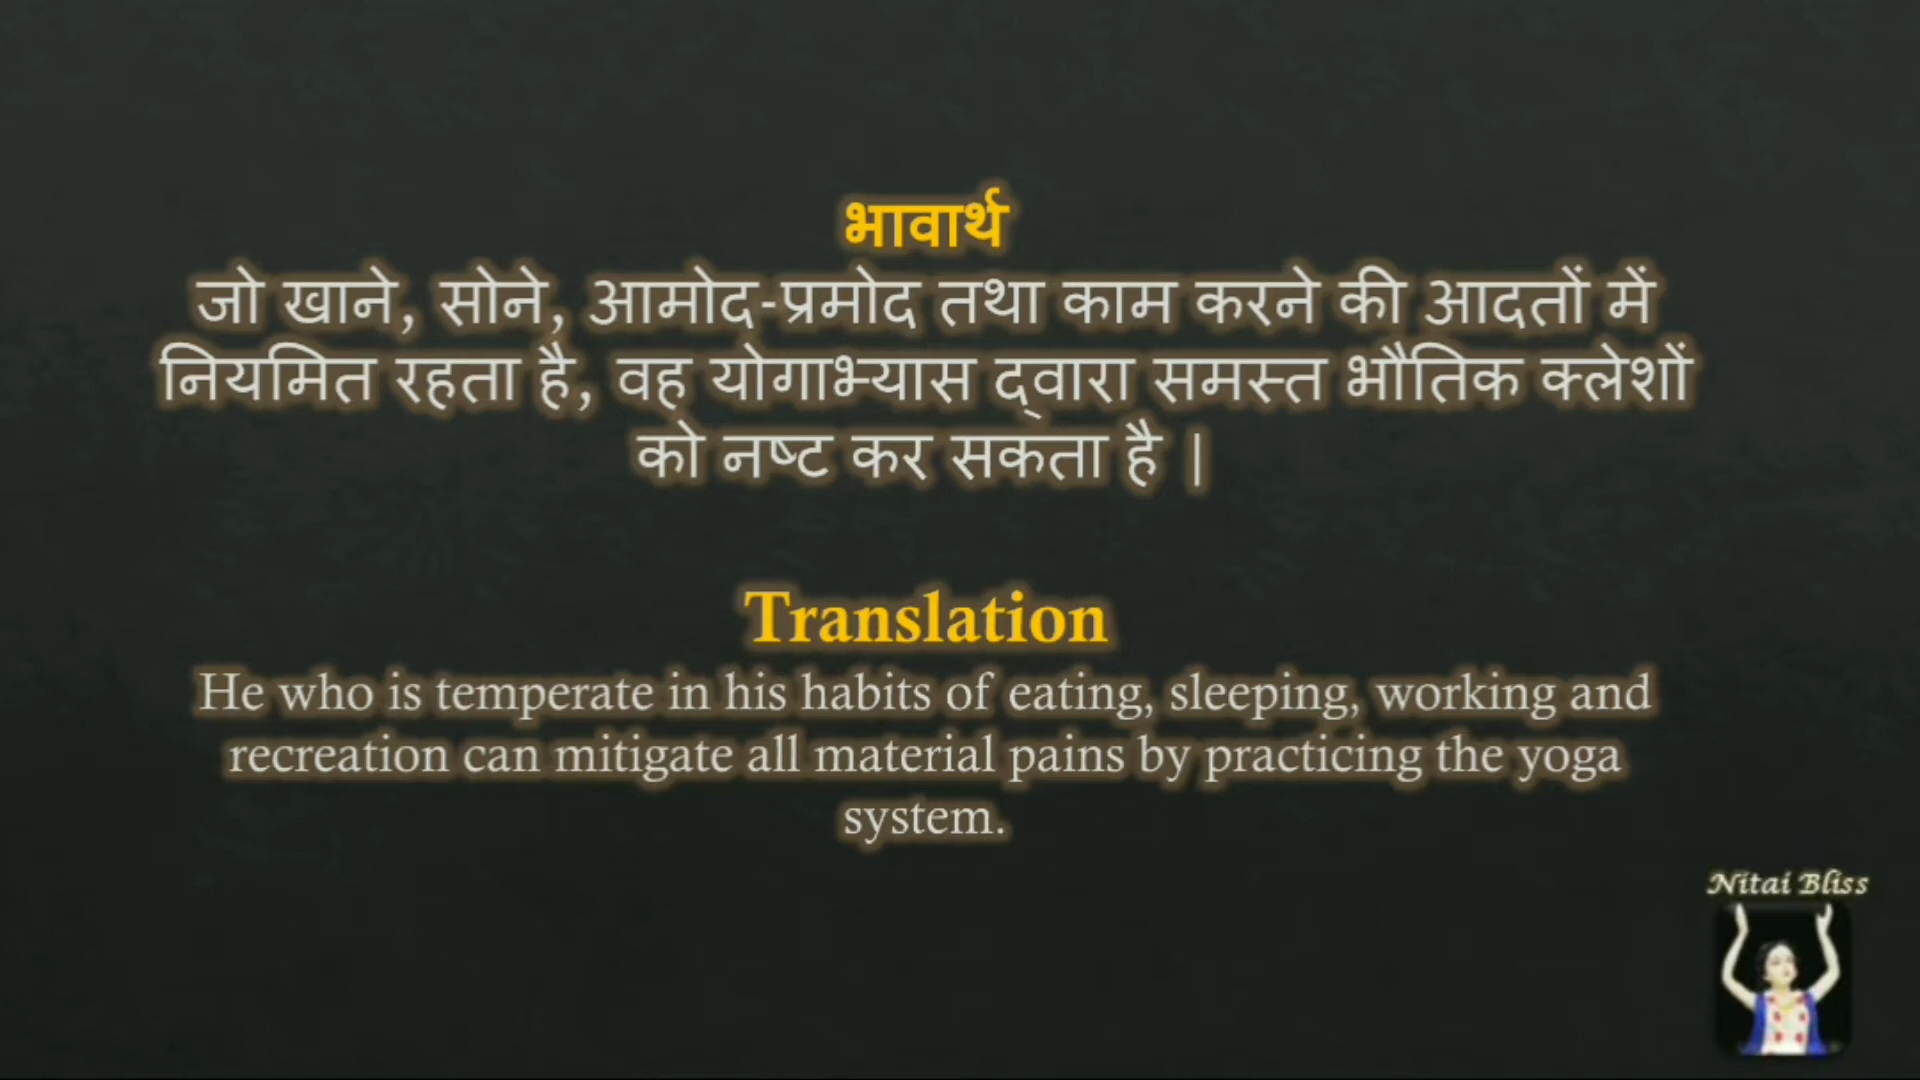 भावार्थ
जो खाने, सोने, आमोद-प्रमोद तथा काम करने की आदतों में
नियमित रहता है, वह योगाभ्यास द्वारा समस्त भौतिक क्लेशों
को नष्ट कर सकता है |
Translation
He who is temperate in his habits of eating, sleeping, working and
recreation can mitigate all material pains by practicing the yoga
system.
Nitai Bliss